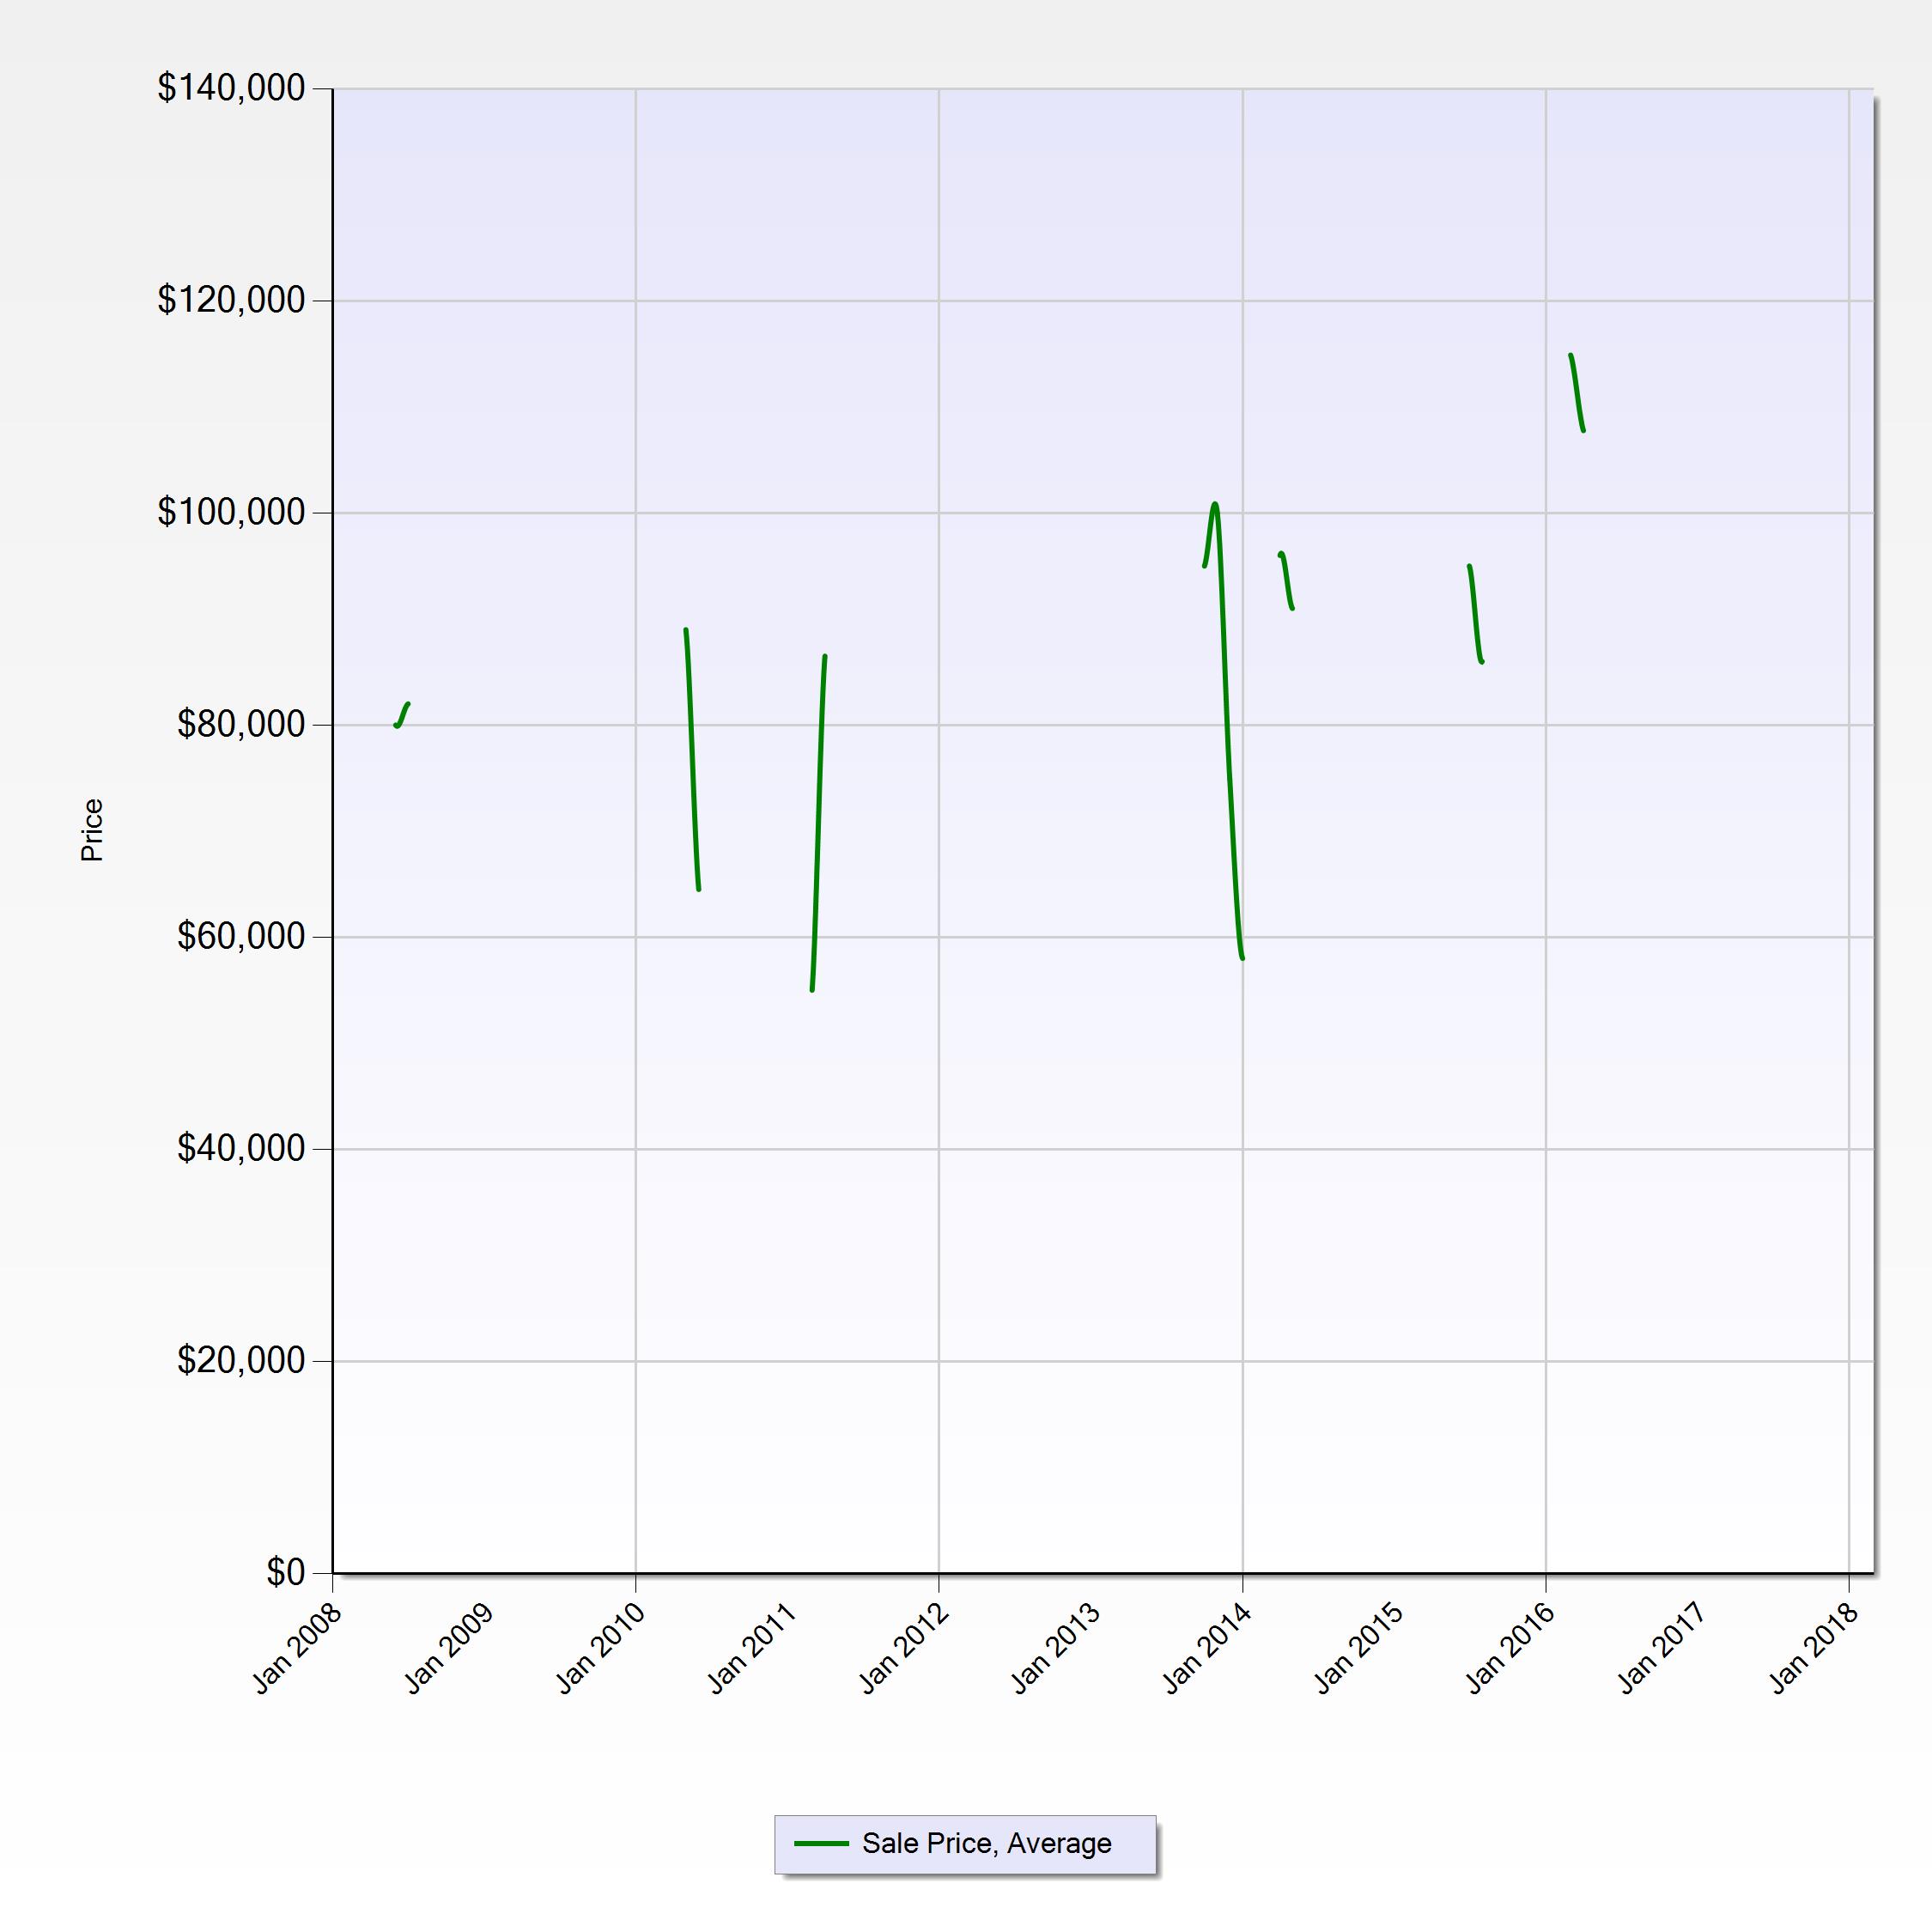 $140,000
$120,000
$100,000
$80,000
$60,000
$40,000
$20,000
$0
Price
Jan 2008
Jan 2009
Jan 2010
Jan 2011
Jan 2012
Jan 2013
Jan 2014
Jan 2015
Jan 2016
Jan 2017
Jan 2018
Sale Price, Average